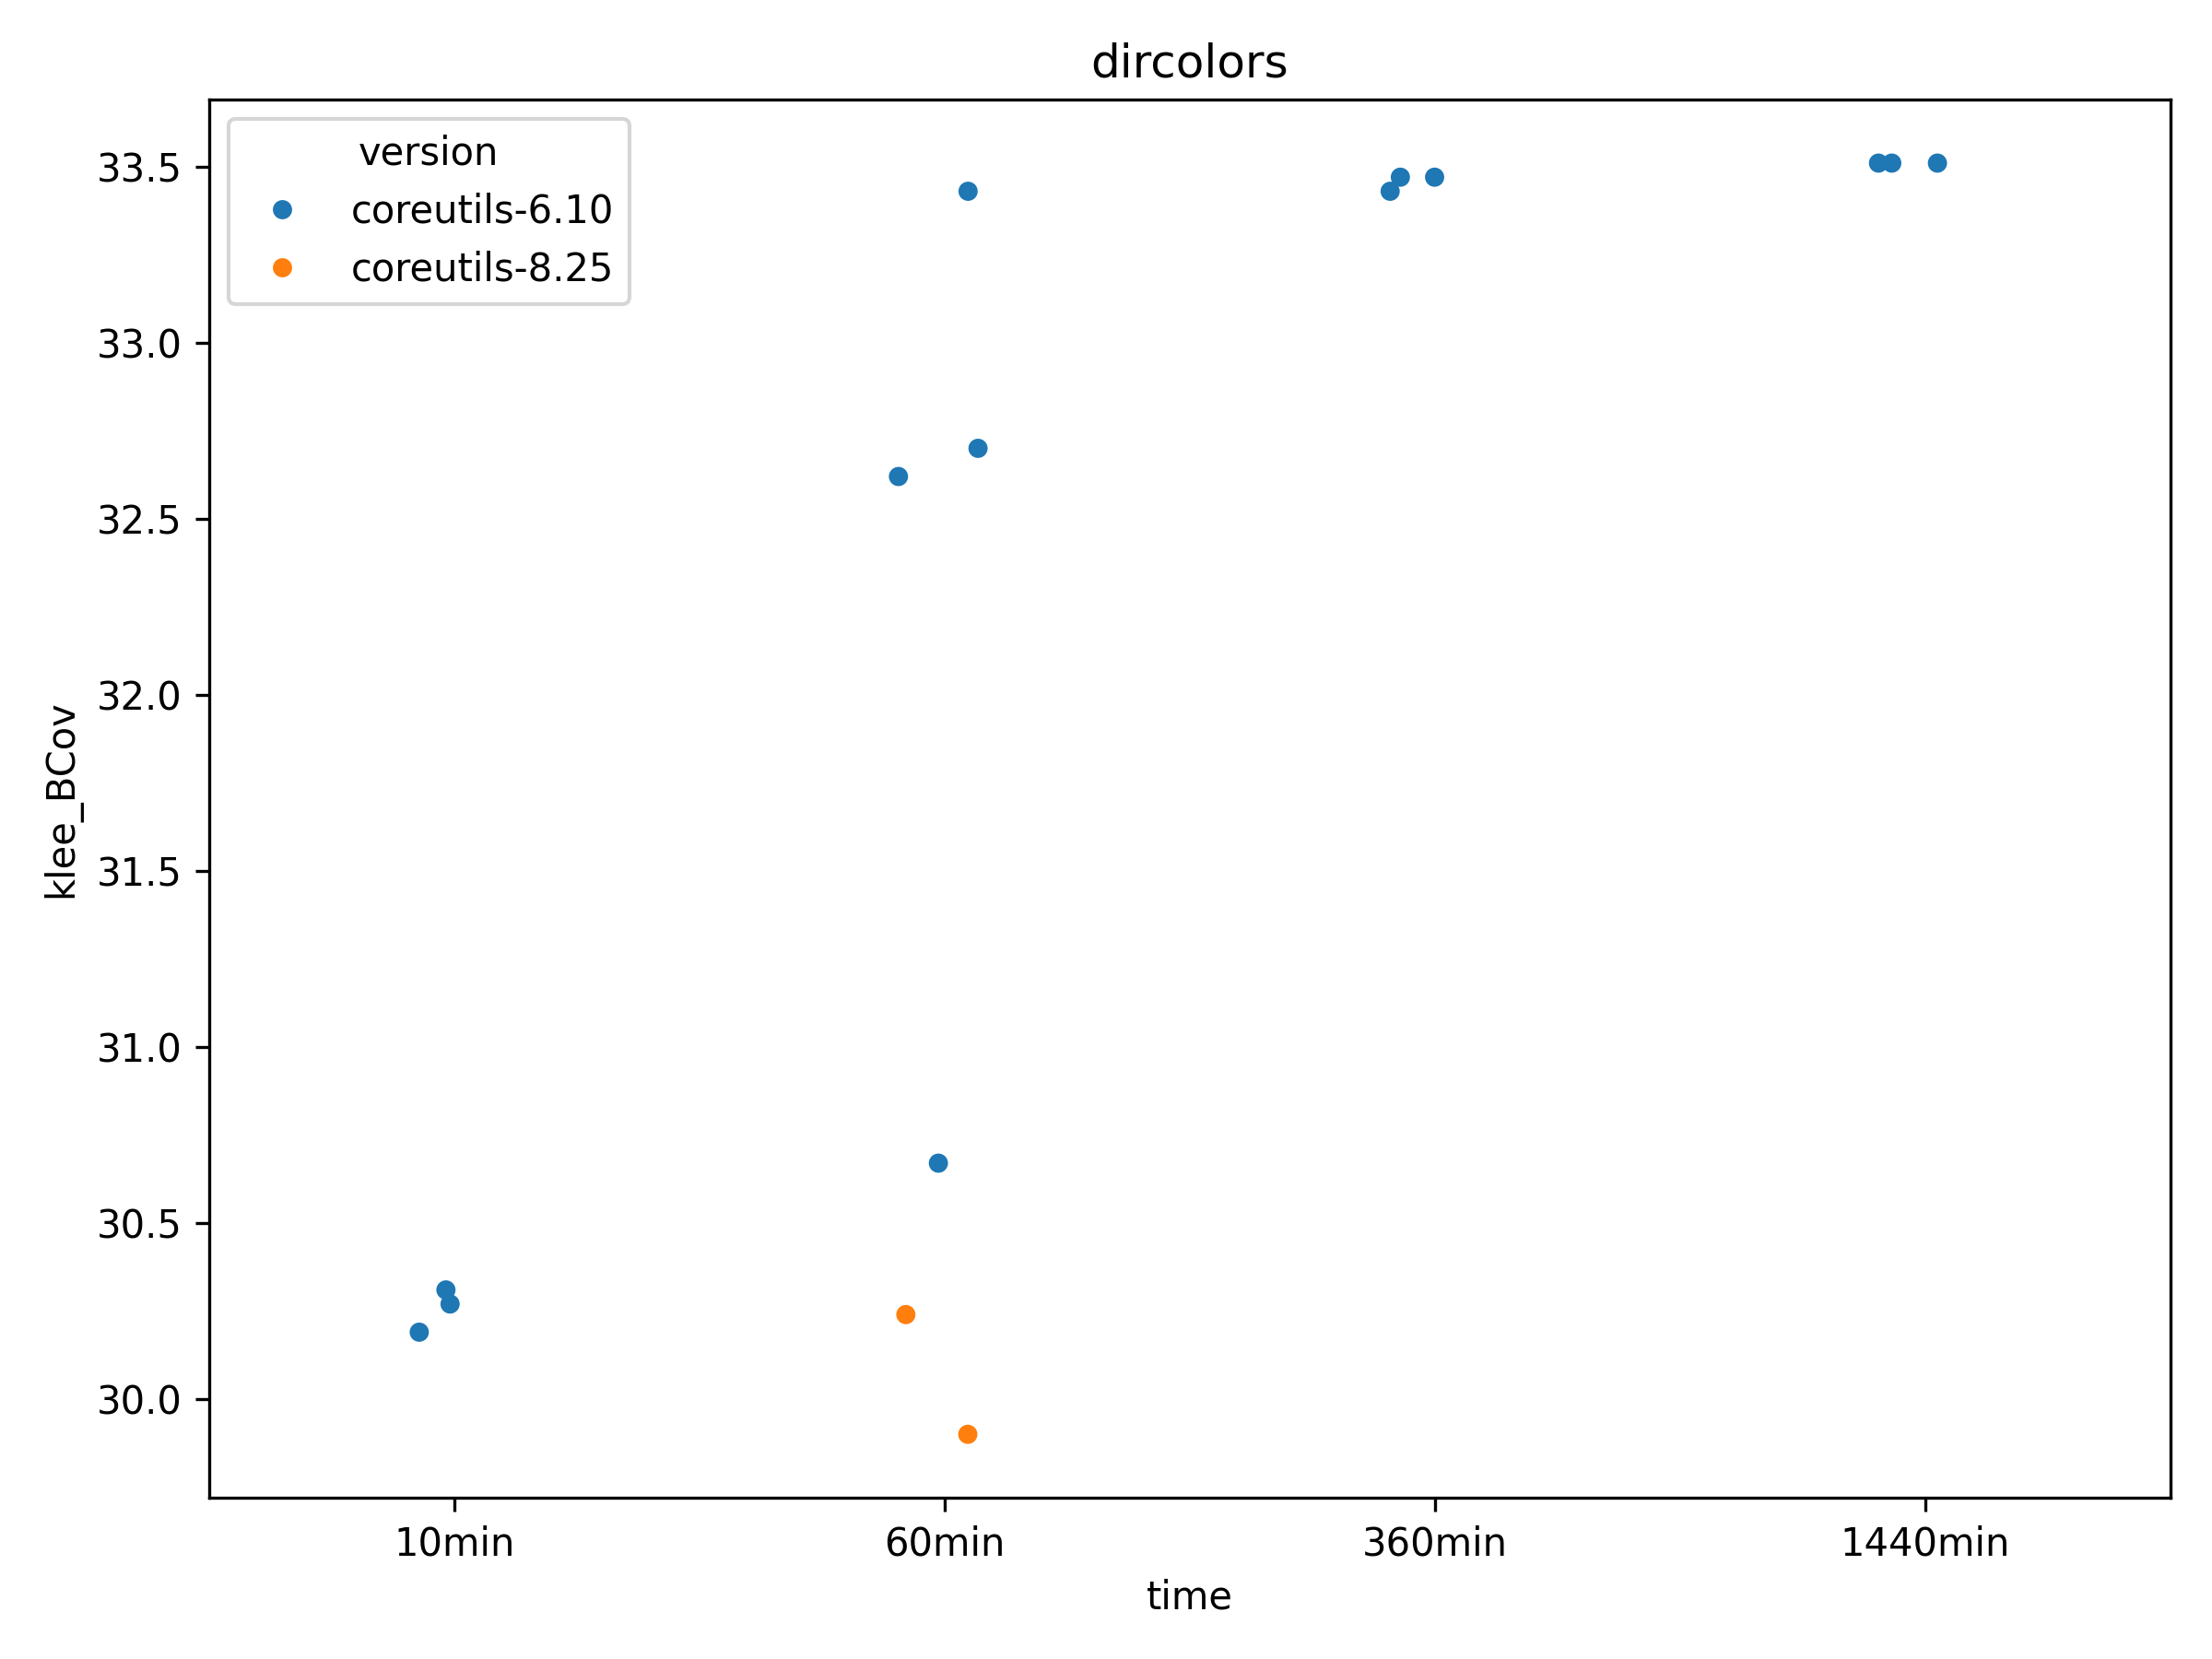 dircolors
version
coreutils-6.10
coreutils-8.25
klee_BCov
33.5
33.0
32.5
32.0
31.5
31.0
30.5
30.0
10min 60min 360min 1440min
time